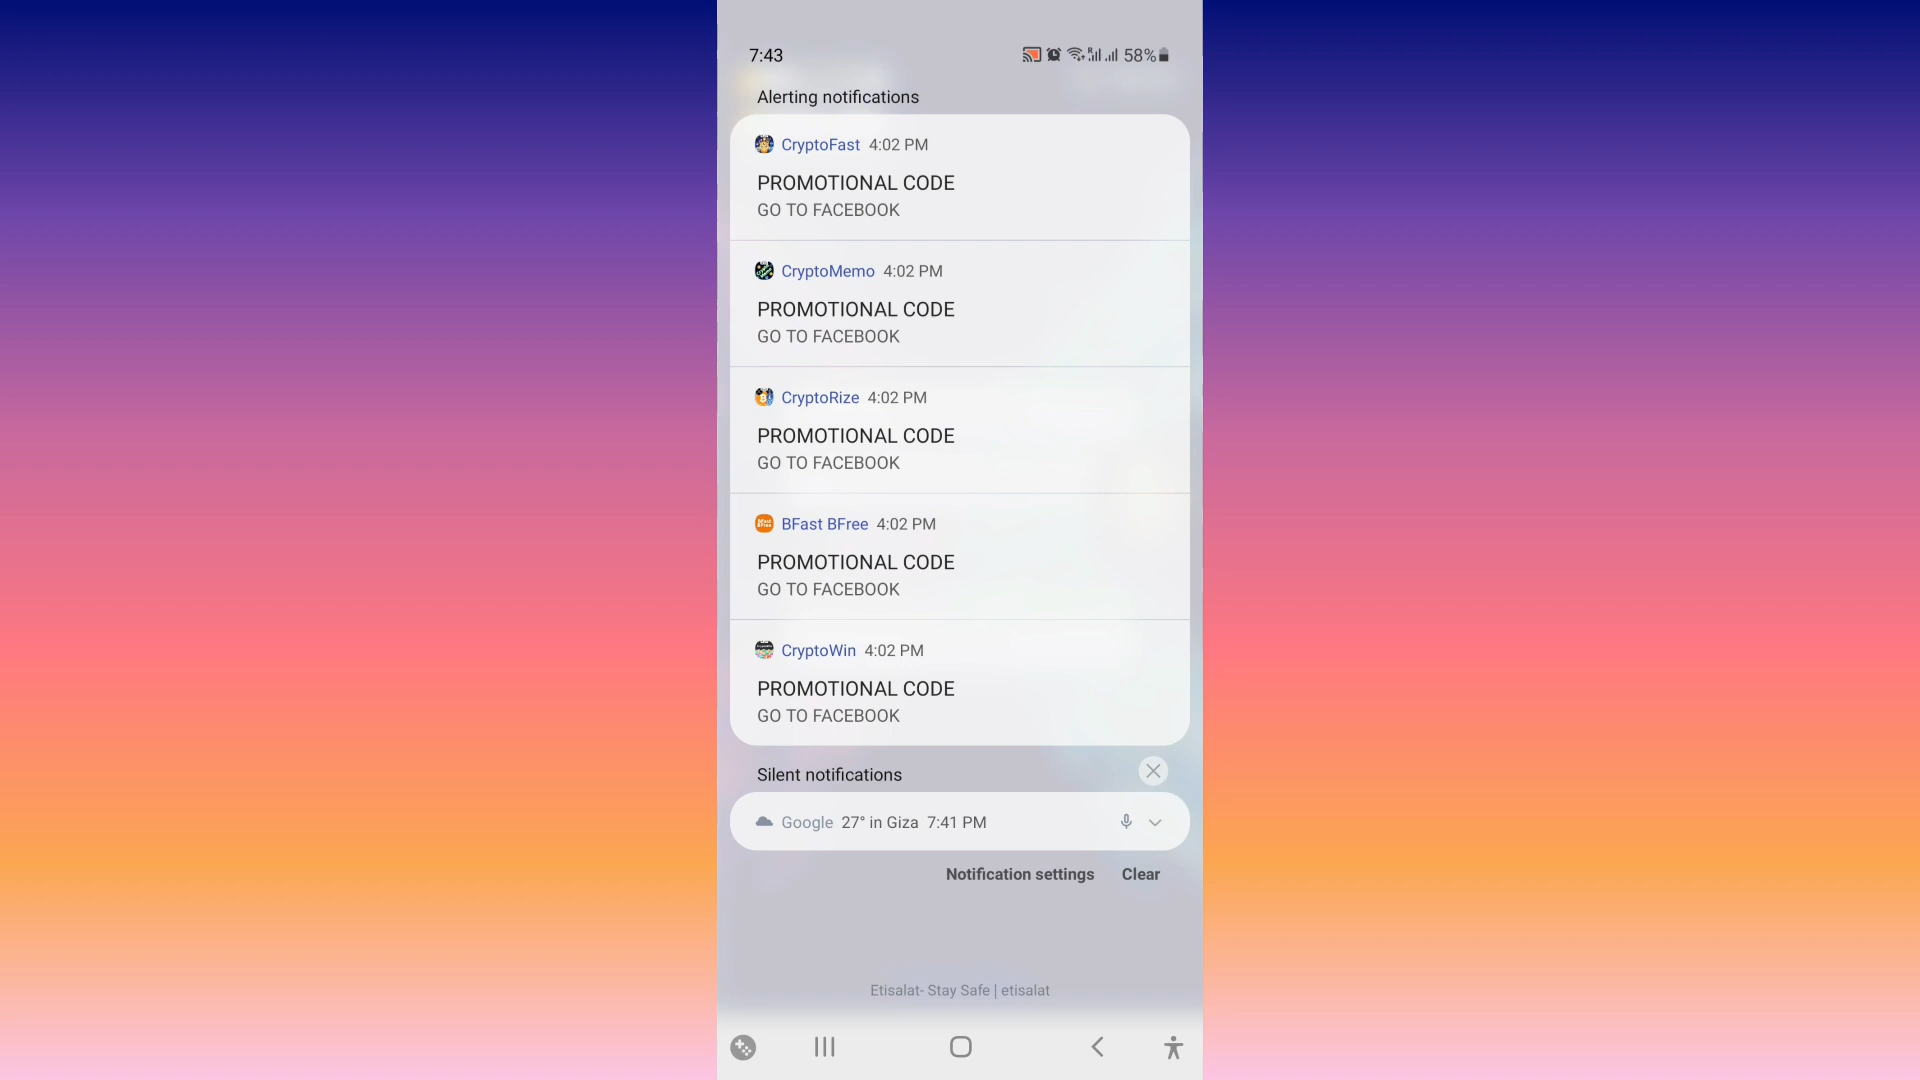 7:43
58%
Alerting notifications
CryptoFast 4:02 PM
PROMOTIONAL CODE
GO TO FACEBOOK
CryptoMemo 4:02 PM
PROMOTIONAL CODE
GO TO FACEBOOK
CryptoRize 4:02 PM
PROMOTIONAL CODE
GO TO FACEBOOK
BFast BFree 4:02 PM
PROMOTIONAL CODE
GO TO FACEBOOK
CryptoWin 4:02 PM
PROMOTIONAL CODE
GO TO FACEBOOK
Silent notifications
Google 27° in Giza 7:41 PM
Notification settings Clear
Etisalat- Stay Safe | etisalat